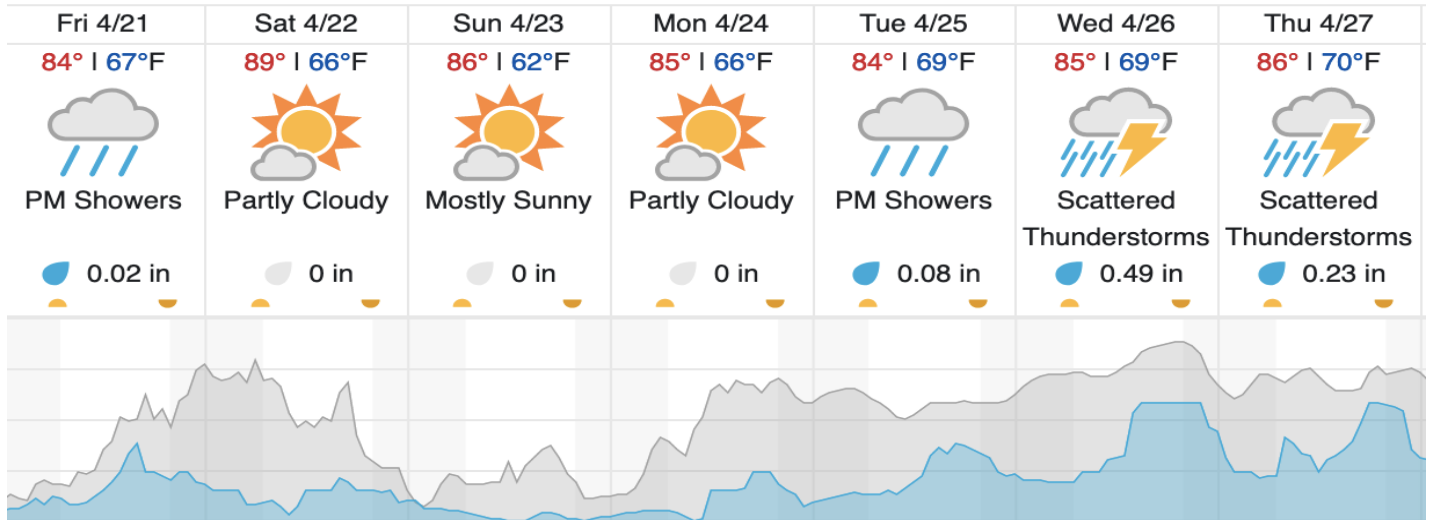 Fri 4/21
Sat 4/22
Sun 4/23
Mon 4/24
Tue 4/25
Wed 4/26
Thu 4/27
84° | 67°F
89° | 66°F
86° | 62°F
85° | 66°F
84° | 69°F
85° | 69°F
86° | 70°F
PM Showers
Partly Cloudy
Mostly Sunny
Partly Cloudy
PM Showers
Scattered
Thunderstorms
Scattered
Thunderstorms
0.02 in
0 in
0 in
0 in
0.08 in
0.49 in
0.23 in